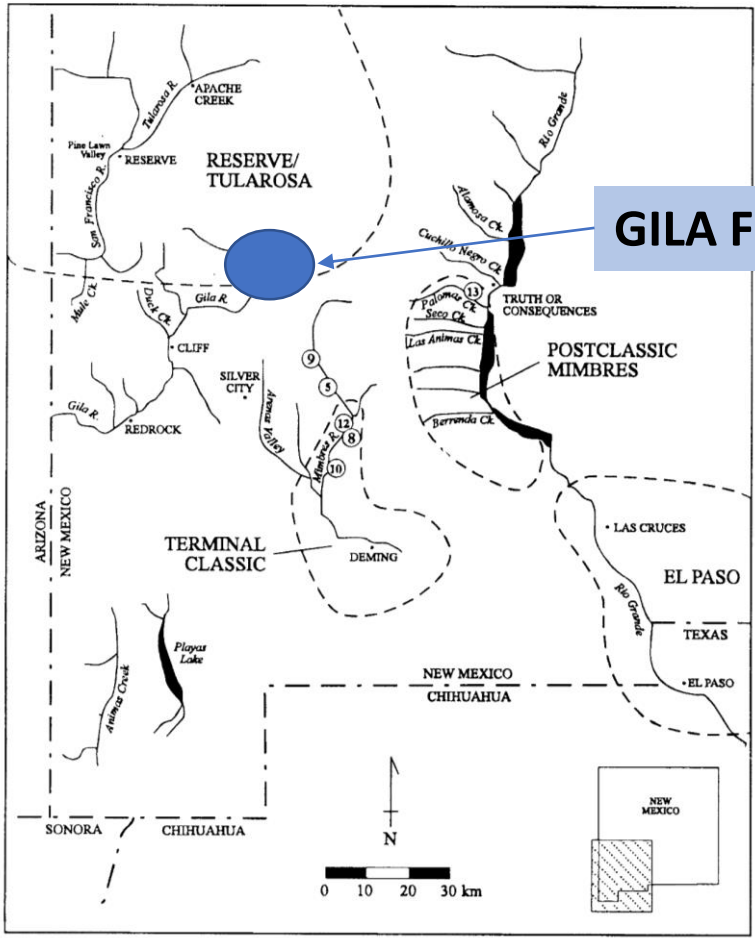 Rio Grande
Tularosa R.
APACHE
CREEK
Pine Lawn
Valley
RESERVE
RESERVE/
TULAROSA
San Francisco R.
Alamosa Ck.
GILA F
Cuchillo Negro Ck.
Mule Ck.
Duck Ck.
Gila R.
13
Palomas Ck.
TRUTH OR
CONSEQUENCES
Seco Ck.
Las Animas Ck.
CLIFF
9
POSTCLASSIC
MIMBRES
SILVER
CITY
5
Arenas Valley
Gila R.
REDROCK
12
8
Mimbres R.
Berrenda Ck.
10
ARIZONA
NEW MEXICO
LAS CRUCES
TERMINAL
CLASSIC
DEMING
EL PASO
Rio Grande
TEXAS
Playas
Lake
Animas Creek
NEW MEXICO
CHIHUAHUA
EL PASO
NEW
MEXICO
SONORA
CHIHUAHUA
N
0 10 20 30 km